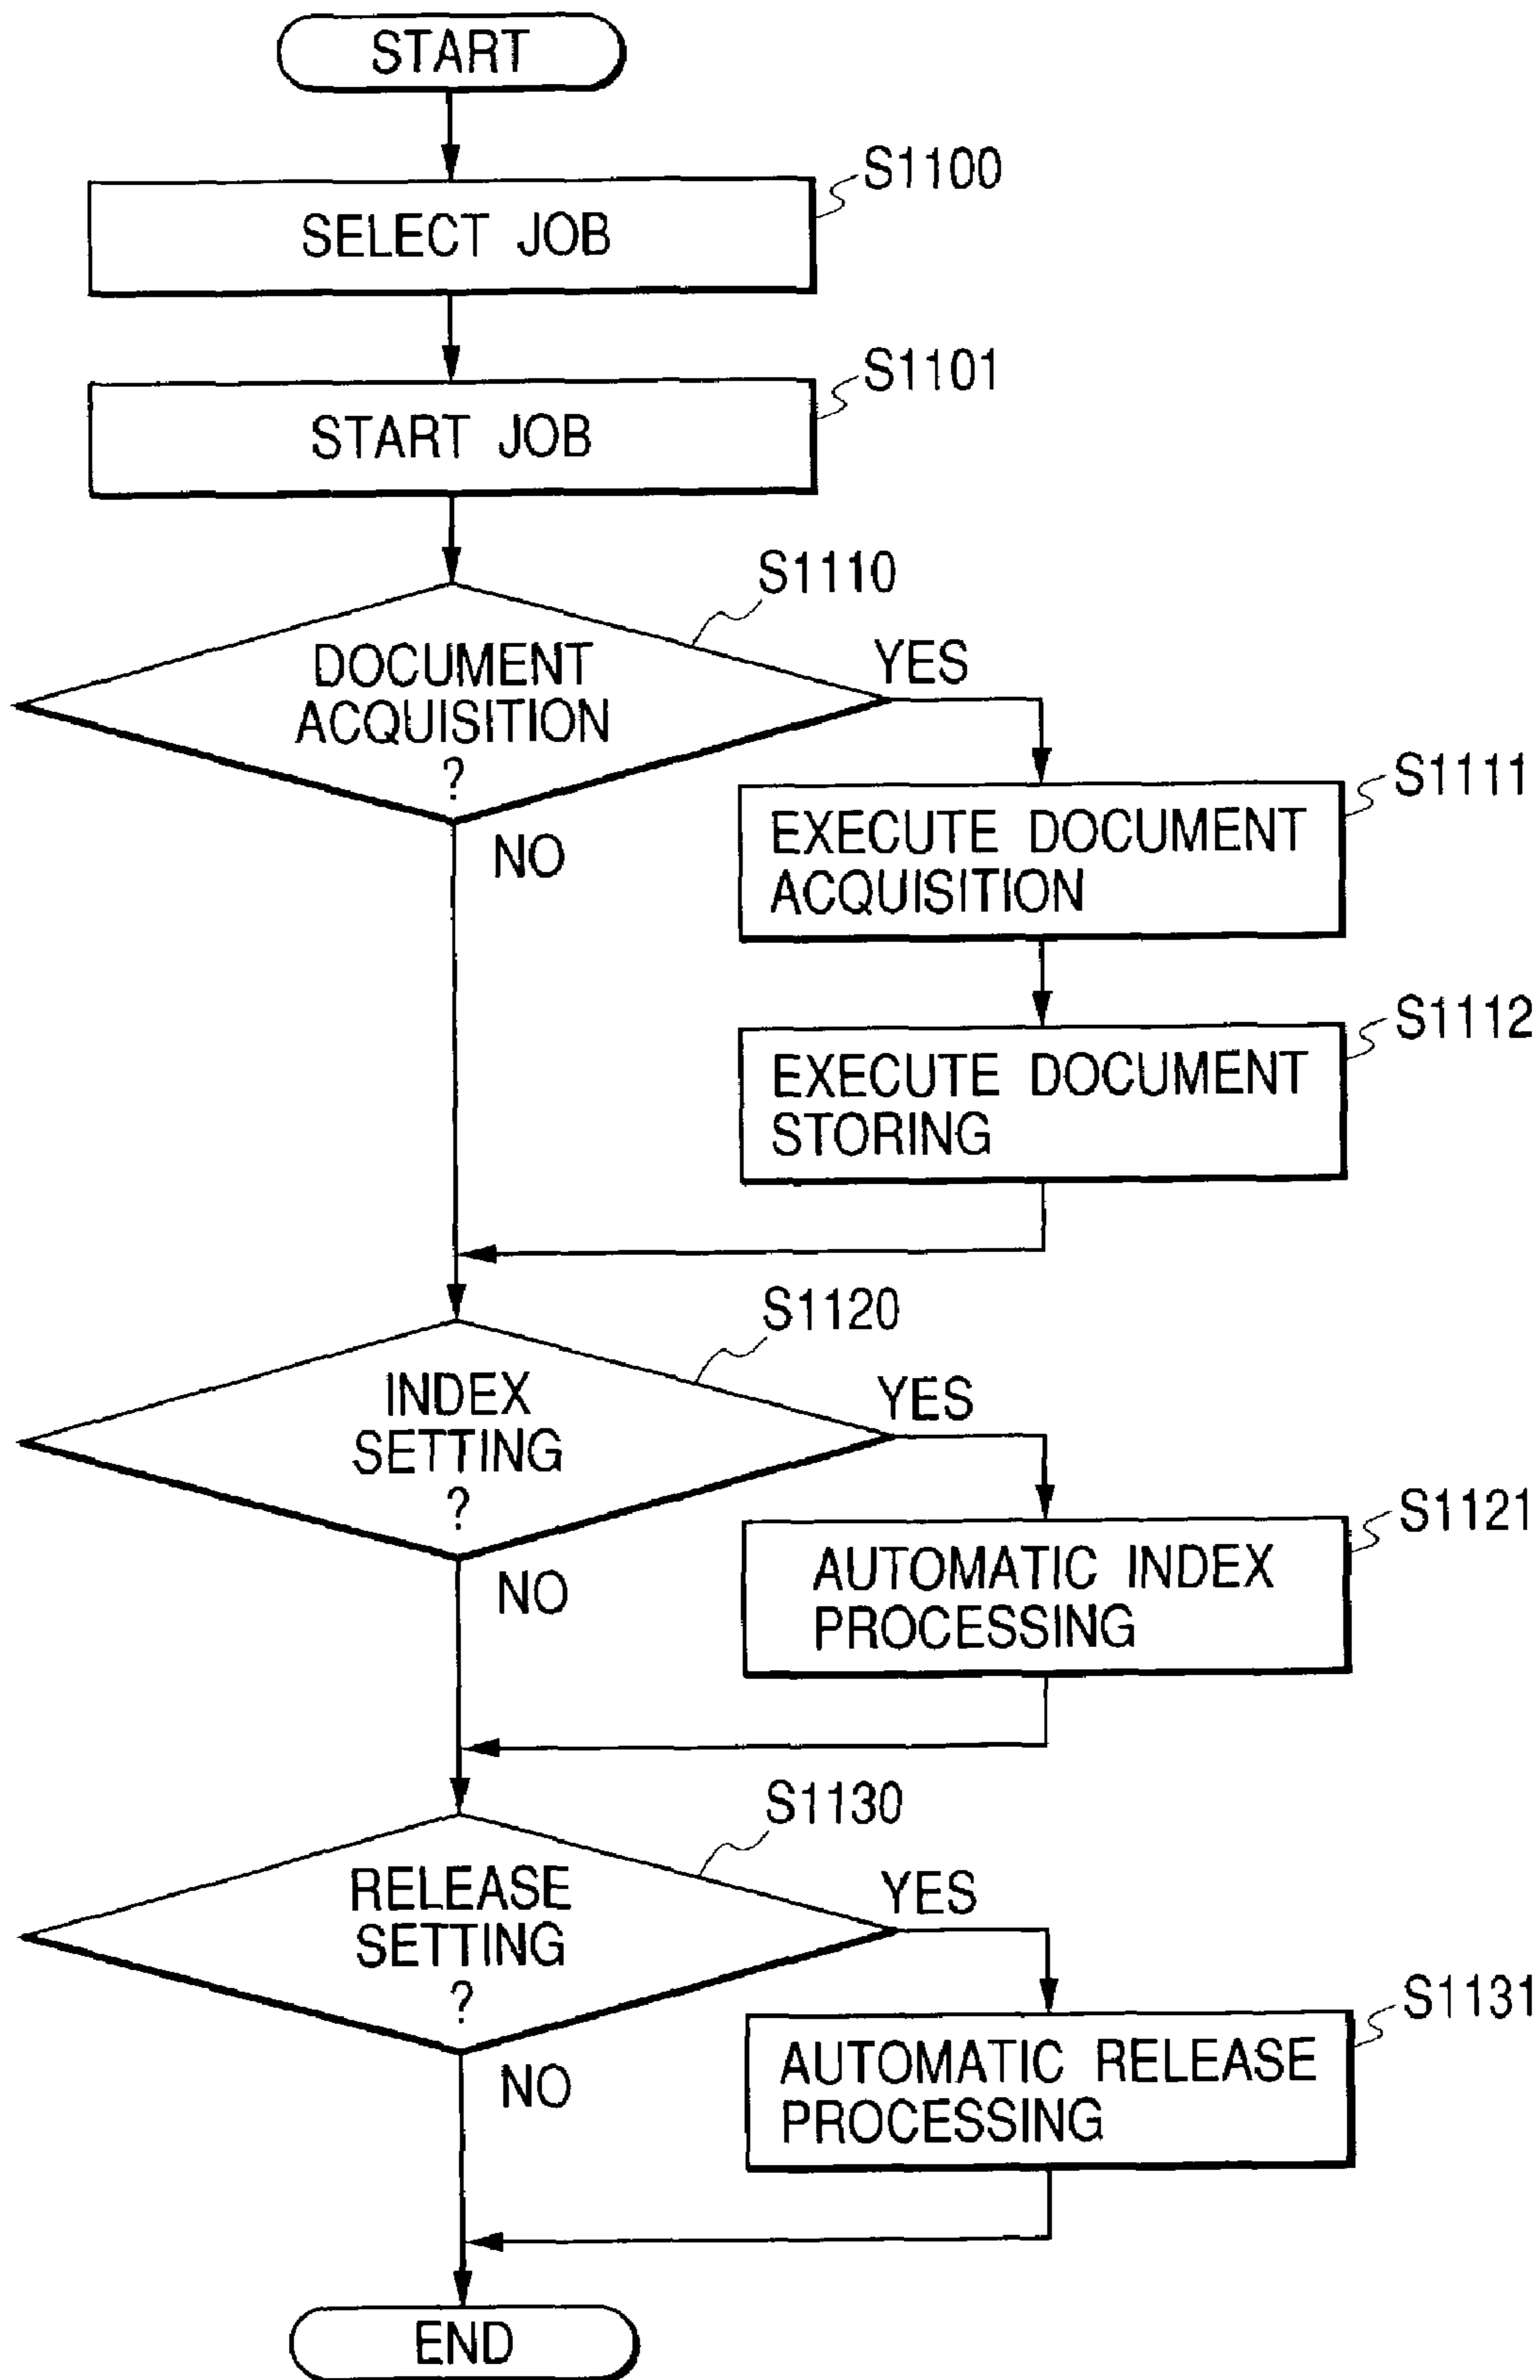 START
S1100
SELECT JOB
S1101
START JOB
S1110
DOCUMENT
ACQUISITION
?
YES
NO
S1111
EXECUTE DOCUMENT
ACQUISITION
S1112
EXECUTE DOCUMENT
STORING
S1120
INDEX
SETTING
?
YES
NO
S1121
AUTOMATIC INDEX
PROCESSING
S1130
RELEASE
SETTING
?
YES
NO
S1131
AUTOMATIC RELEASE
PROCESSING
END